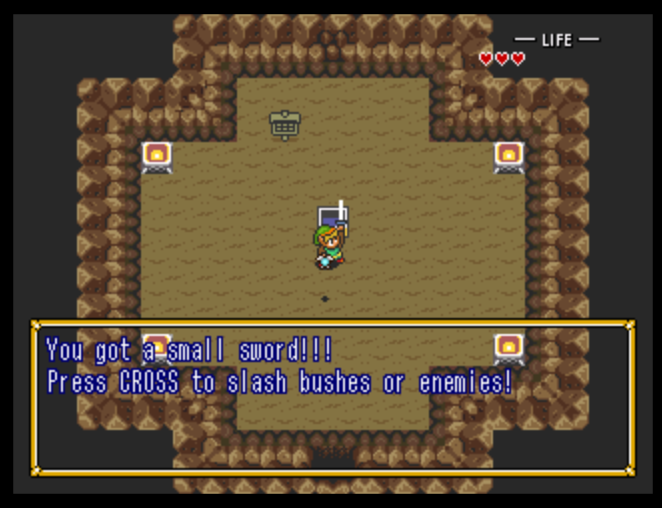 — LIFE —
You got a small sword!!!
Press CROSS to slash bushes or enemies!